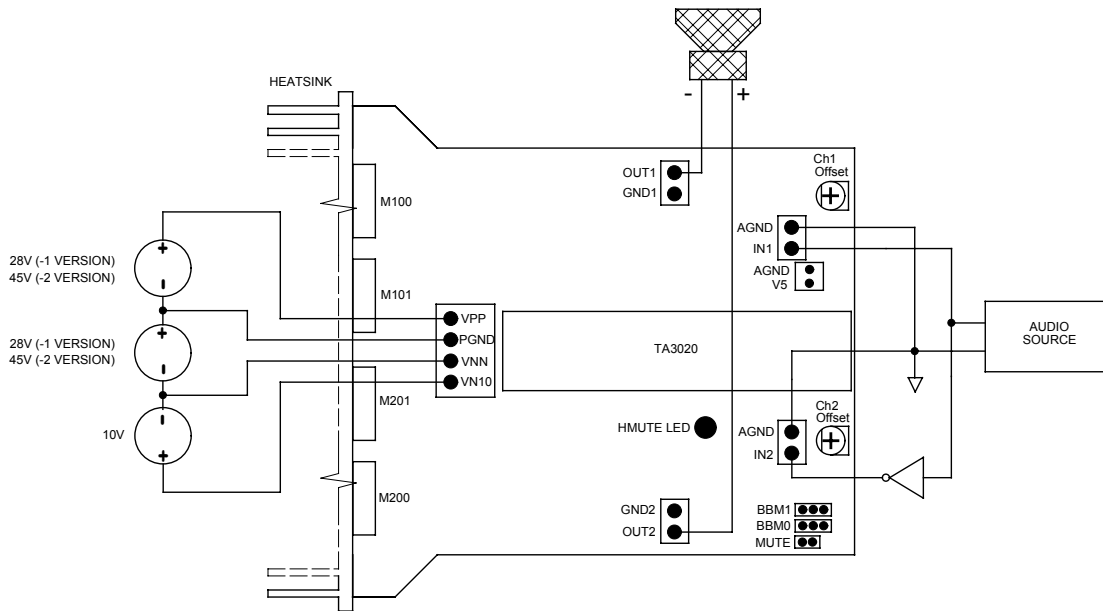 HEATSINK
-
+
OUT1
GND1
Ch1
Offset
M100
AGND
IN1
AGND
V5
28V (-1 VERSION)
45V (-2 VERSION)
+
-
M101
VPP
PGND
VNN
VN10
TA3020
AUDIO
SOURCE
28V (-1 VERSION)
45V (-2 VERSION)
+
-
M201
HMUTE LED
Ch2
Offset
AGND
IN2
10V
-
+
M200
GND2
OUT2
BBM1
BBM0
MUTE